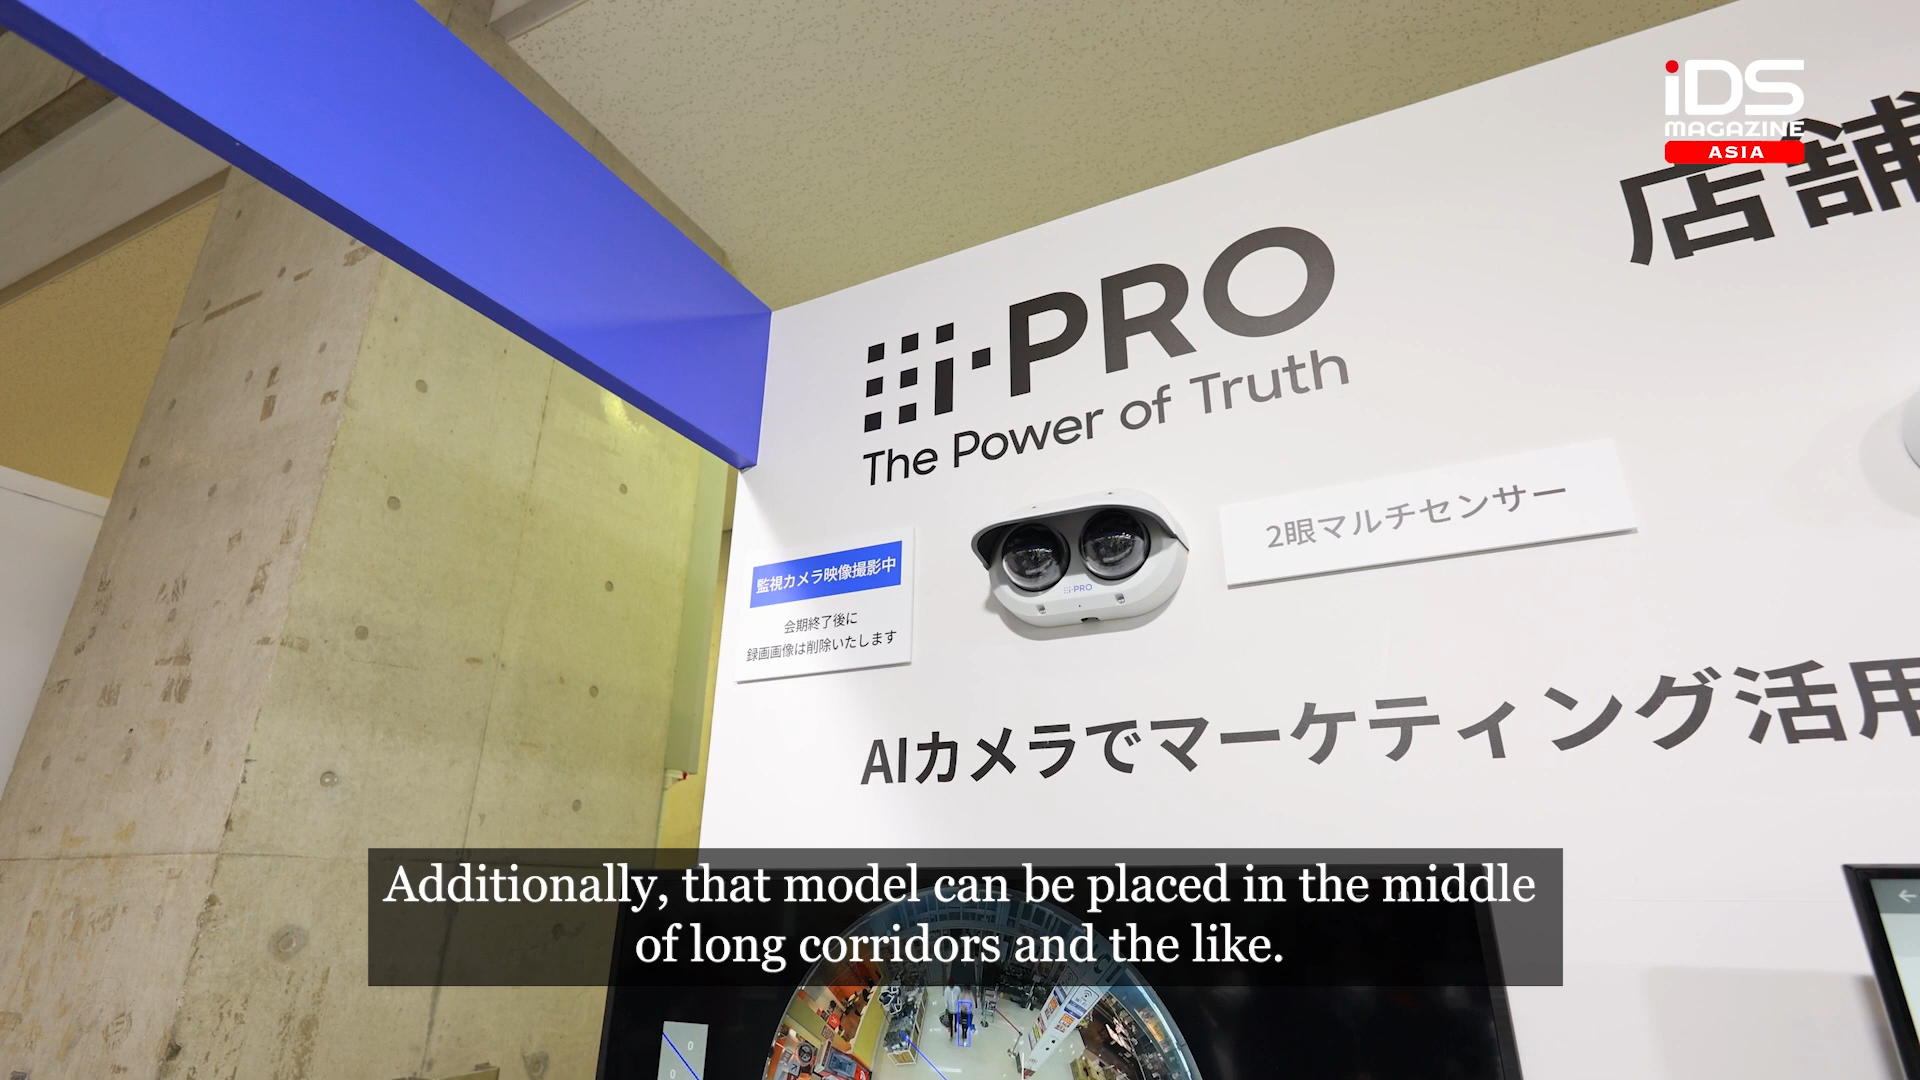 iDS
MAGAZINE
ASIA
店舗
i-PRO
The Power of Truth
2眼マルチセンサー
監視カメラ映像撮影中
会期終了後に
録画画像は削除いたします
i-PRO
AIカメラでマーケティング活用
Additionally, that model can be placed in the middle
of long corridors and the like.
0
0